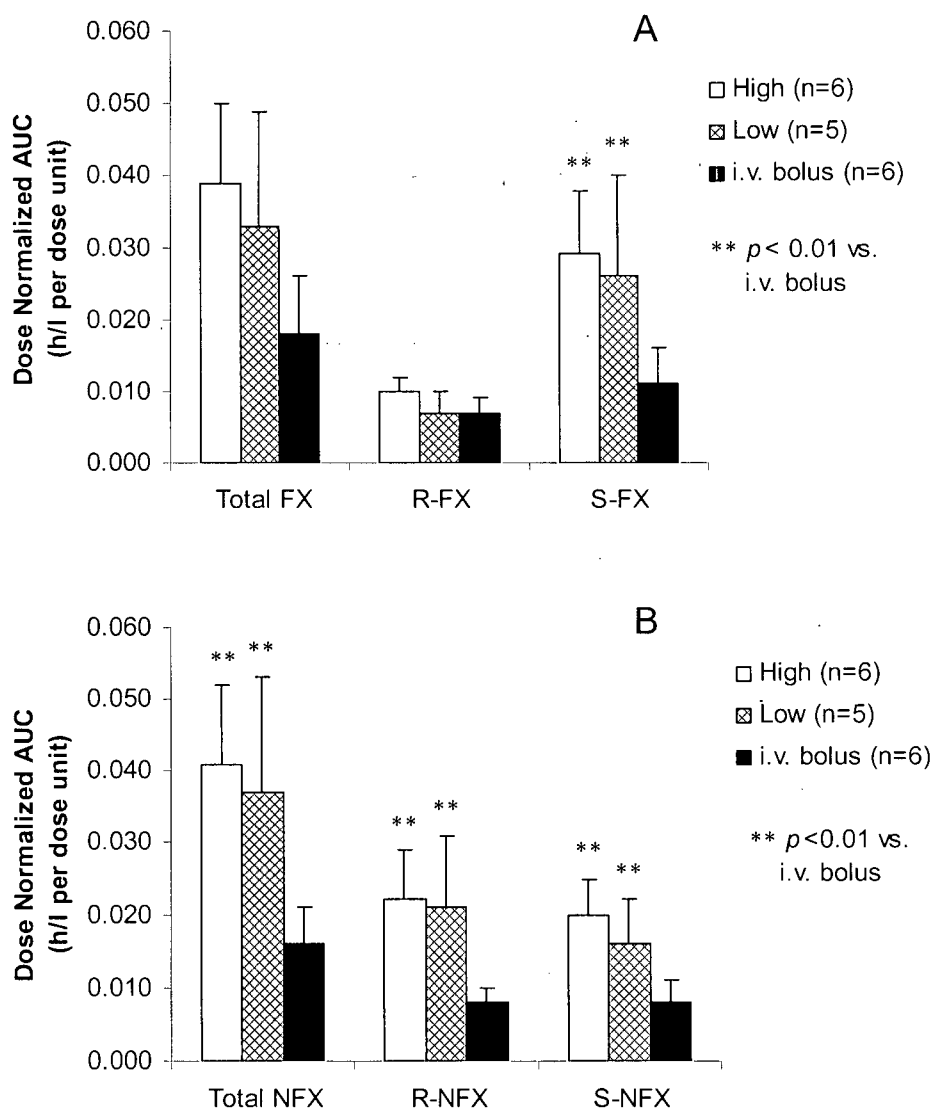 A
Dose Normalized AUC
(h/l per dose unit)
0.060
0.050
0.040
0.030
0.020
0.010
0.000
** **
Total FX
R-FX
S-FX
High (n=6)
Low (n=5)
i.v. bolus (n=6)
** p< 0.01 vs.
i.v. bolus
B
Dose Normalized AUC
(h/l per dose unit)
0.060
0.050
0.040
0.030
0.020
0.010
0.000
** **
** **
** **
Total NFX
R-NFX
S-NFX
High (n=6)
Low (n=5)
i.v. bolus (n=6)
** p<0.01 vs.
i.v. bolus